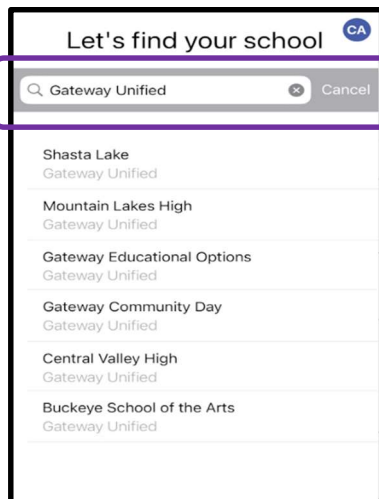 Let's find your school
CA
Gateway Unified
Cancel
Shasta Lake
Gateway Unified
Mountain Lakes High
Gateway Unified
Gateway Educational Options
Gateway Unified
Gateway Community Day
Gateway Unified
Central Valley High
Gateway Unified
Buckeye School of the Arts
Gateway Unified